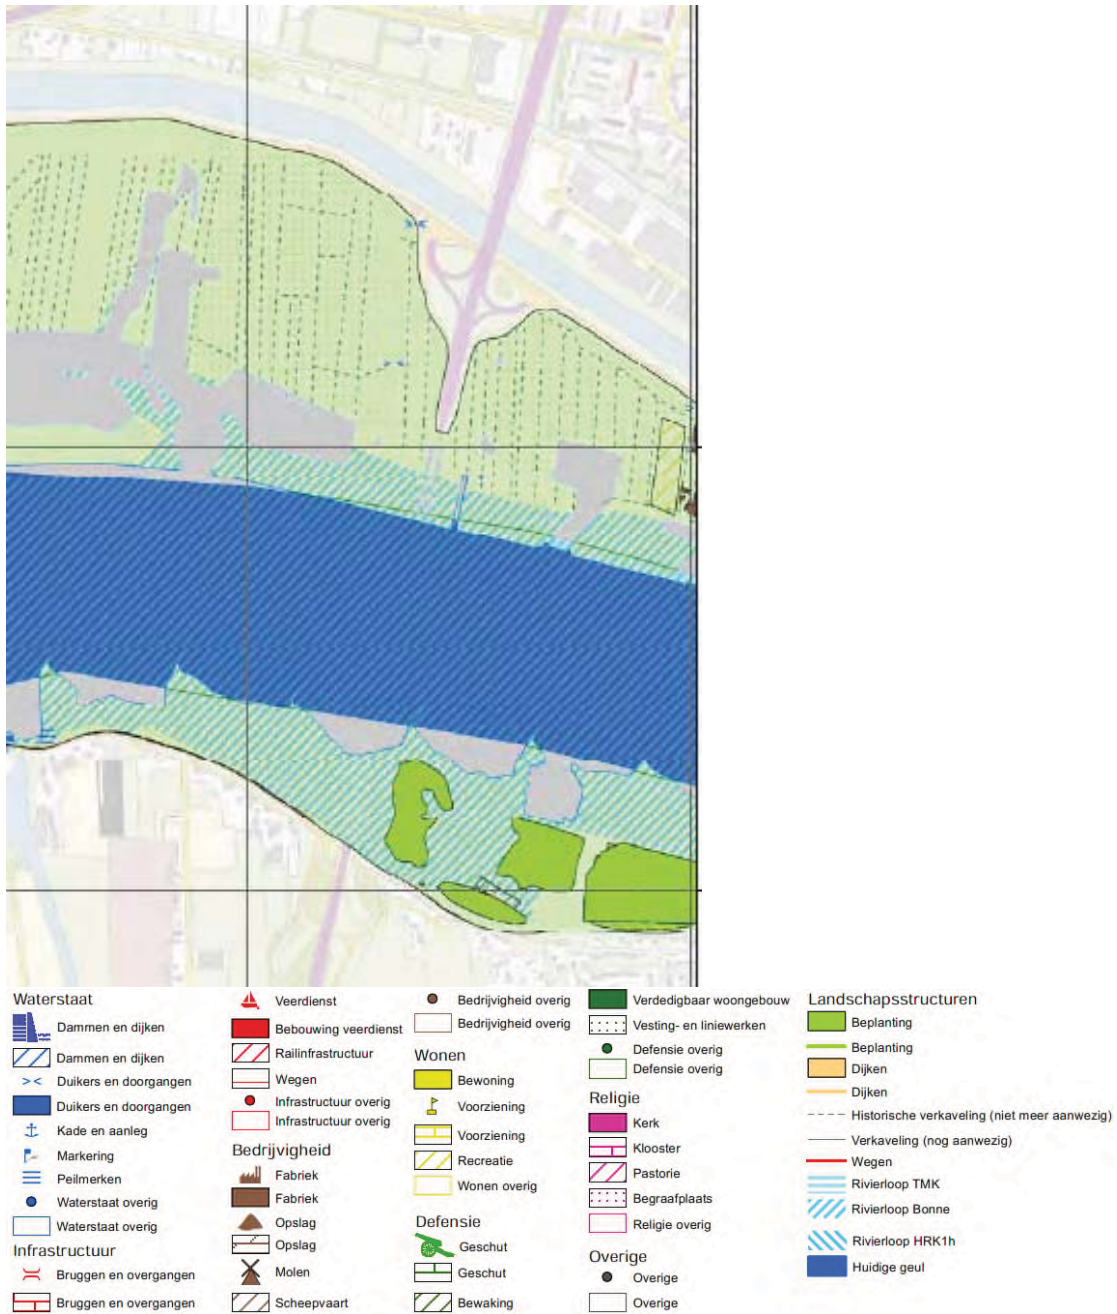 Waterstaat
Dammen en dijken
Dammen en dijken
Duikers en doorgangen
Duikers en doorgangen
Kade en aanleg
Markering
Peilmerken
Waterstaat overig
Waterstaat overig
Infrastructuur
Bruggen en overgangen
Bruggen en overgangen
Veerdienst
Bebouwing veerdienst
Railinfrastructuur
Wegen
Infrastructuur overig
Infrastructuur overig
Bedrijvigheid
Fabriek
Fabriek
Opslag
Opslag
Molen
Scheepvaart
Bedrijvigheid overig
Bedrijvigheid overig
Wonen
Bewoning
Voorziening
Voorziening
Recreatie
Wonen overig
Defensie
Geschut
Geschut
Bewaking
Verdedigbaar woongebouw
Vesting- en liniewerken
Defensie overig
Defensie overig
Religie
Kerk
Klooster
Pastorie
Begraafplaats
Religie overig
Overige
Overige
Overige
Landschapsstructuren
Beplanting
Beplanting
Dijken
Dijken
Historische verkaveling (niet meer aanwezig)
Verkaveling (nog aanwezig)
Wegen
Rivierloop TMK
Rivierloop Bonne
Rivierloop HRK1h
Huidige geul